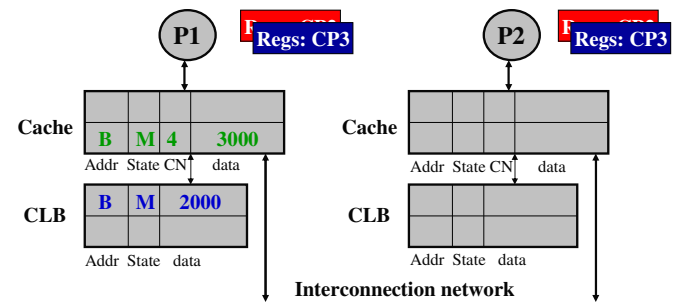 P1
Regs: CP3
P2
Regs: CP3
Cache
B M 4 3000
Addr State CN data
CLB
B M 2000
Addr State data
Cache
Addr State CN data
CLB
Addr State data
Interconnection network